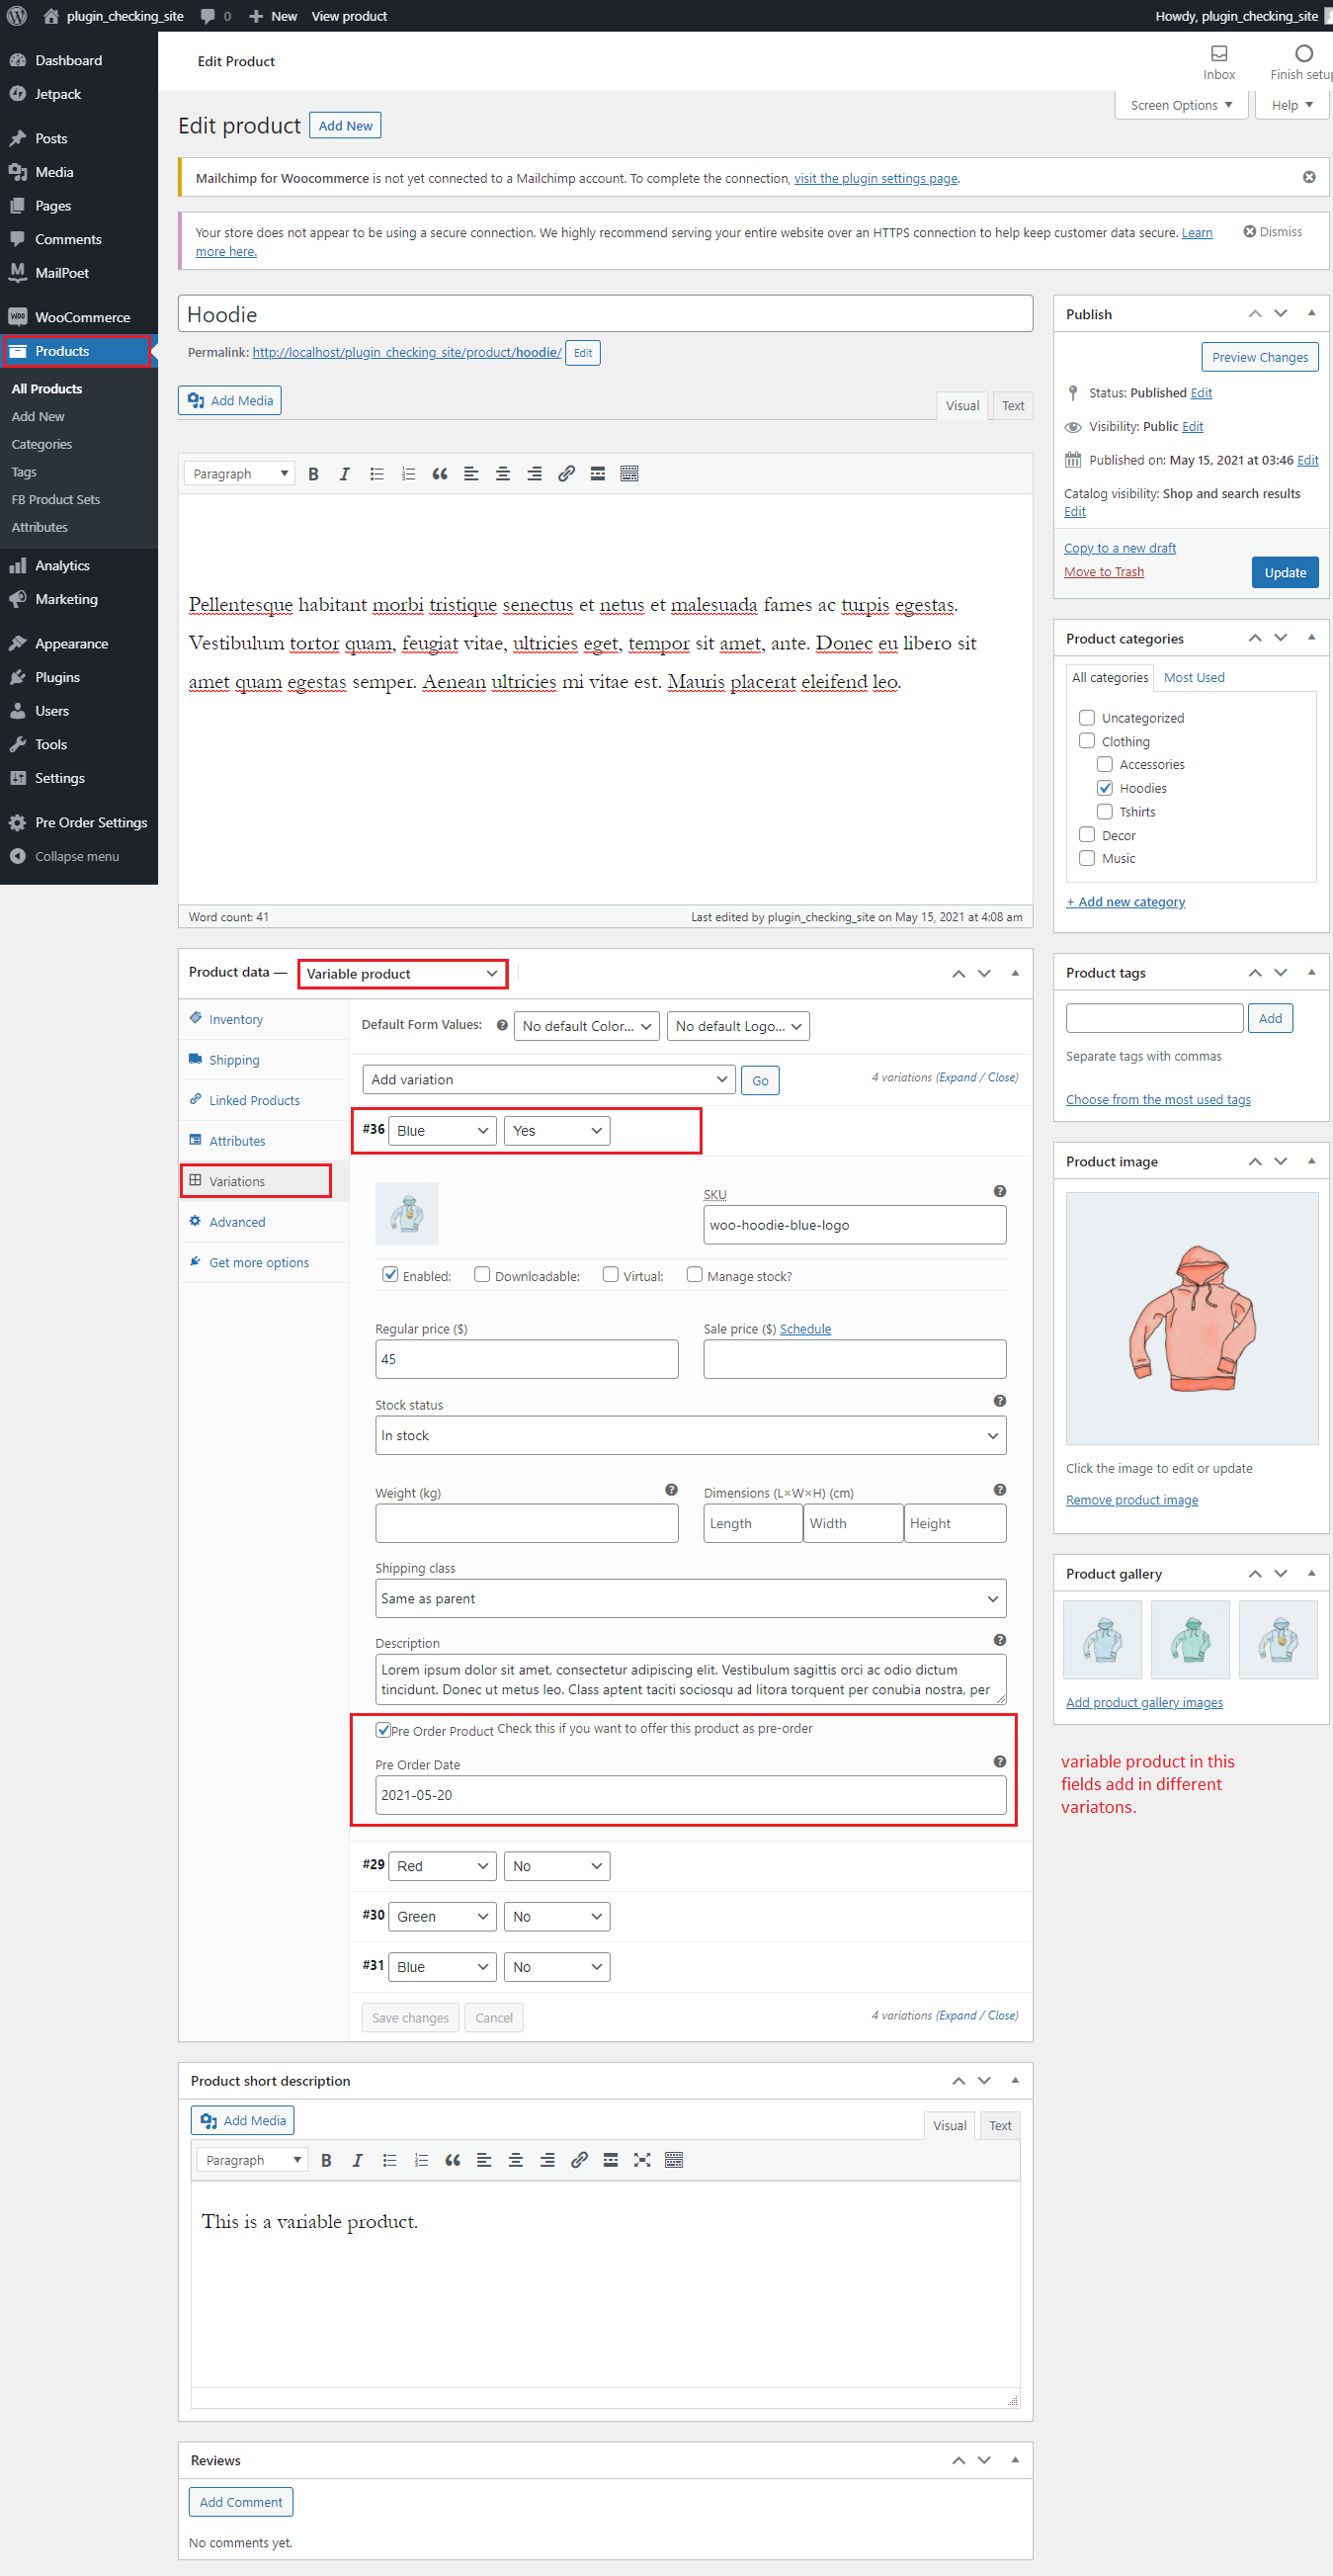 plugin_checking_site 0 New View product Howdy, plugin_checking_site
Dashboard
Jetpack
Posts
Media
Pages
Comments
MailPoet
WooCommerce
Products
All Products
Add New
Categories
Tags
FB Product Sets
Attributes
Analytics
Marketing
Appearance
Plugins
Users
Tools
Settings
Pre Order Settings
Collapse menu
Edit Product
Inbox
Finish setup
Screen Options
Help
Edit product Add New
Mailchimp for Woocommerce is not yet connected to a Mailchimp account. To complete the connection, visit the plugin settings page.
Your store does not appear to be using a secure connection. We highly recommend serving your entire website over an HTTPS connection to help keep customer data secure. Learn
more here.
Dismiss
Hoodie
Permalink: http://localhost/plugin_checking_site/product/hoodie/ Edit
Add Media
Visual Text
Paragraph
Pellentesque habitant morbi tristique senectus et netus et malesuada fames ac turpis egestas.
Vestibulum tortor quam, feugiat vitae, ultricies eget, tempor sit amet, ante. Donec eu libero sit
amet quam egestas semper. Aenean ultricies mi vitae est. Mauris placerat eleifend leo.
Word count: 41
Last edited by plugin_checking_site on May 15, 2021 at 4:08 am
Product data — Variable product
Inventory
Shipping
Linked Products
Attributes
Variations
Advanced
Get more options
Default Form Values: No default Color... No default Logo...
Add variation Go
4 variations (Expand / Close)
#36 Blue Yes
SKU
woo-hoodie-blue-logo
Enabled: Downloadable: Virtual: Manage stock?
Regular price ($)
45
Sale price ($) Schedule
Stock status
In stock
Weight (kg)
Dimensions (L×W×H) (cm)
Length Width Height
Shipping class
Same as parent
Description
Lorem ipsum dolor sit amet, consectetur adipiscing elit. Vestibulum sagittis orci ac odio dictum
tincidunt. Donec ut metus leo. Class aptent taciti sociosqu ad litora torquent per conubia nostra, per
Pre Order Product Check this if you want to offer this product as pre-order
Pre Order Date
2021-05-20
#29 Red No
#30 Green No
#31 Blue No
Save changes Cancel
4 variations (Expand / Close)
Product short description
Add Media
Visual Text
Paragraph
This is a variable product.
Reviews
Add Comment
No comments yet.
Publish
Preview Changes
Status: Published Edit
Visibility: Public Edit
Published on: May 15, 2021 at 03:46 Edit
Catalog visibility: Shop and search results
Edit
Copy to a new draft
Move to Trash
Update
Product categories
All categories Most Used
Uncategorized
Clothing
Accessories
Hoodies
Tshirts
Decor
Music
+ Add new category
Product tags
Add
Separate tags with commas
Choose from the most used tags
Product image
Click the image to edit or update
Remove product image
Product gallery
Add product gallery images
variable product in this
fields add in different
variatons.